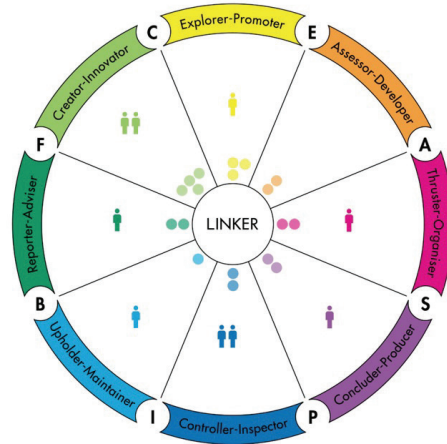 Explorer-Promoter
E
Assessor-Developer
A
Thruster-Organiser
S
Concluder-Producer
P
Controller-Inspector
I
Upholder-Maintainer
B
Reporter-Adviser
F
Creator-Innovator
C
LINKER